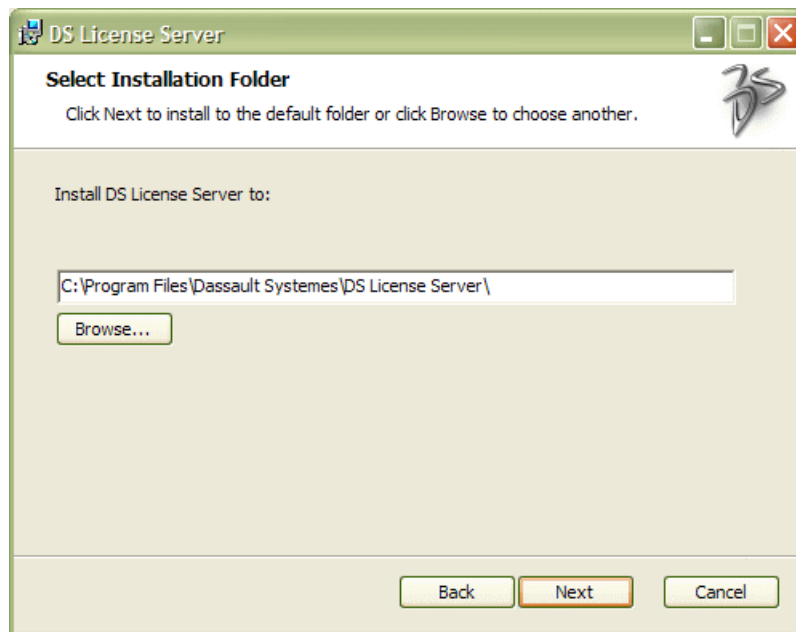 DS License Server
Select Installation Folder
Click Next to install to the default folder or click Browse to choose another.
Install DS License Server to:
C:\Program Files\Dassault Systemes\DS License Server\
Browse...
Back Next Cancel